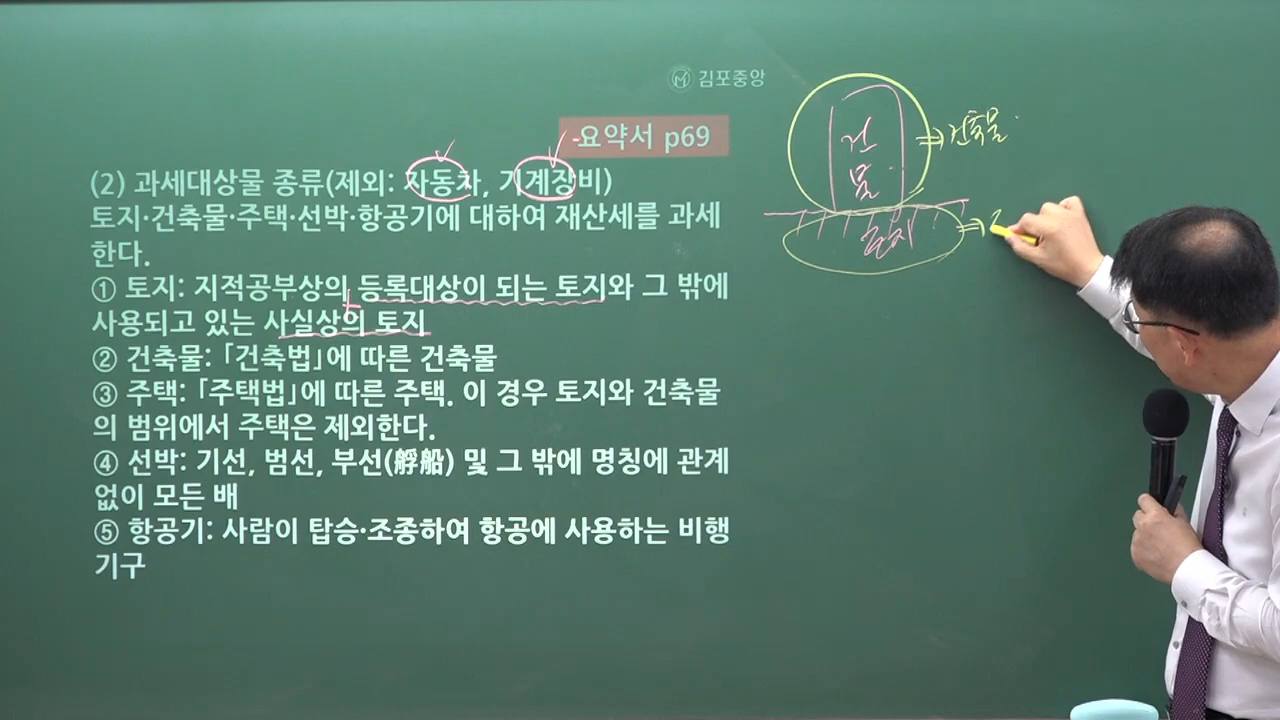 김포중앙
요약서 p69
(2) 과세대상물 종류(제외: 자동차, 기계장비)
토지·건축물·주택·선박·항공기에 대하여 재산세를 과세
한다.
① 토지: 지적공부상의 등록대상이 되는 토지와 그 밖에
사용되고 있는 사실상의 토지
② 건축물: ｢건축법｣에 따른 건축물
③ 주택: ｢주택법｣에 따른 주택. 이 경우 토지와 건축물
의 범위에서 주택은 제외한다.
④ 선박: 기선, 범선, 부선(艀船) 및 그 밖에 명칭에 관계
없이 모든 배
⑤ 항공기: 사람이 탑승·조종하여 항공에 사용하는 비행
기구
건
물
⇒ 건축물